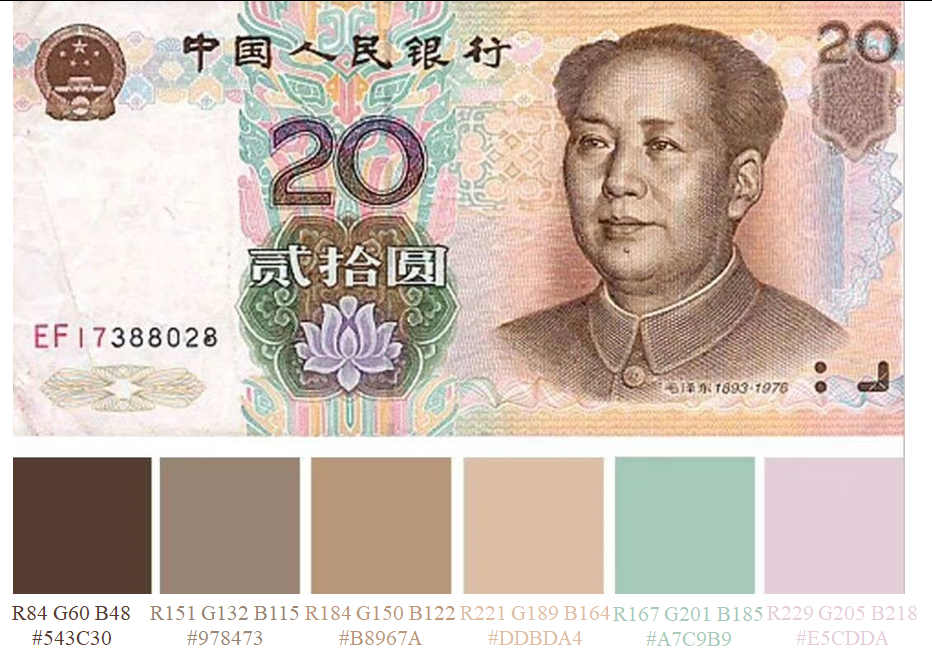 中国人民银行
20
20
贰拾圆
EF17388028
毛泽东1893-1976
R84 G60 B48 R151 G132 B115 R184 G150 B122 R221 G189 B164 R167 G201 B185 R229 G205 B218
#543C30 #978473 #B8967A #DDBDA4 #A7C9B9 #E5CDDA